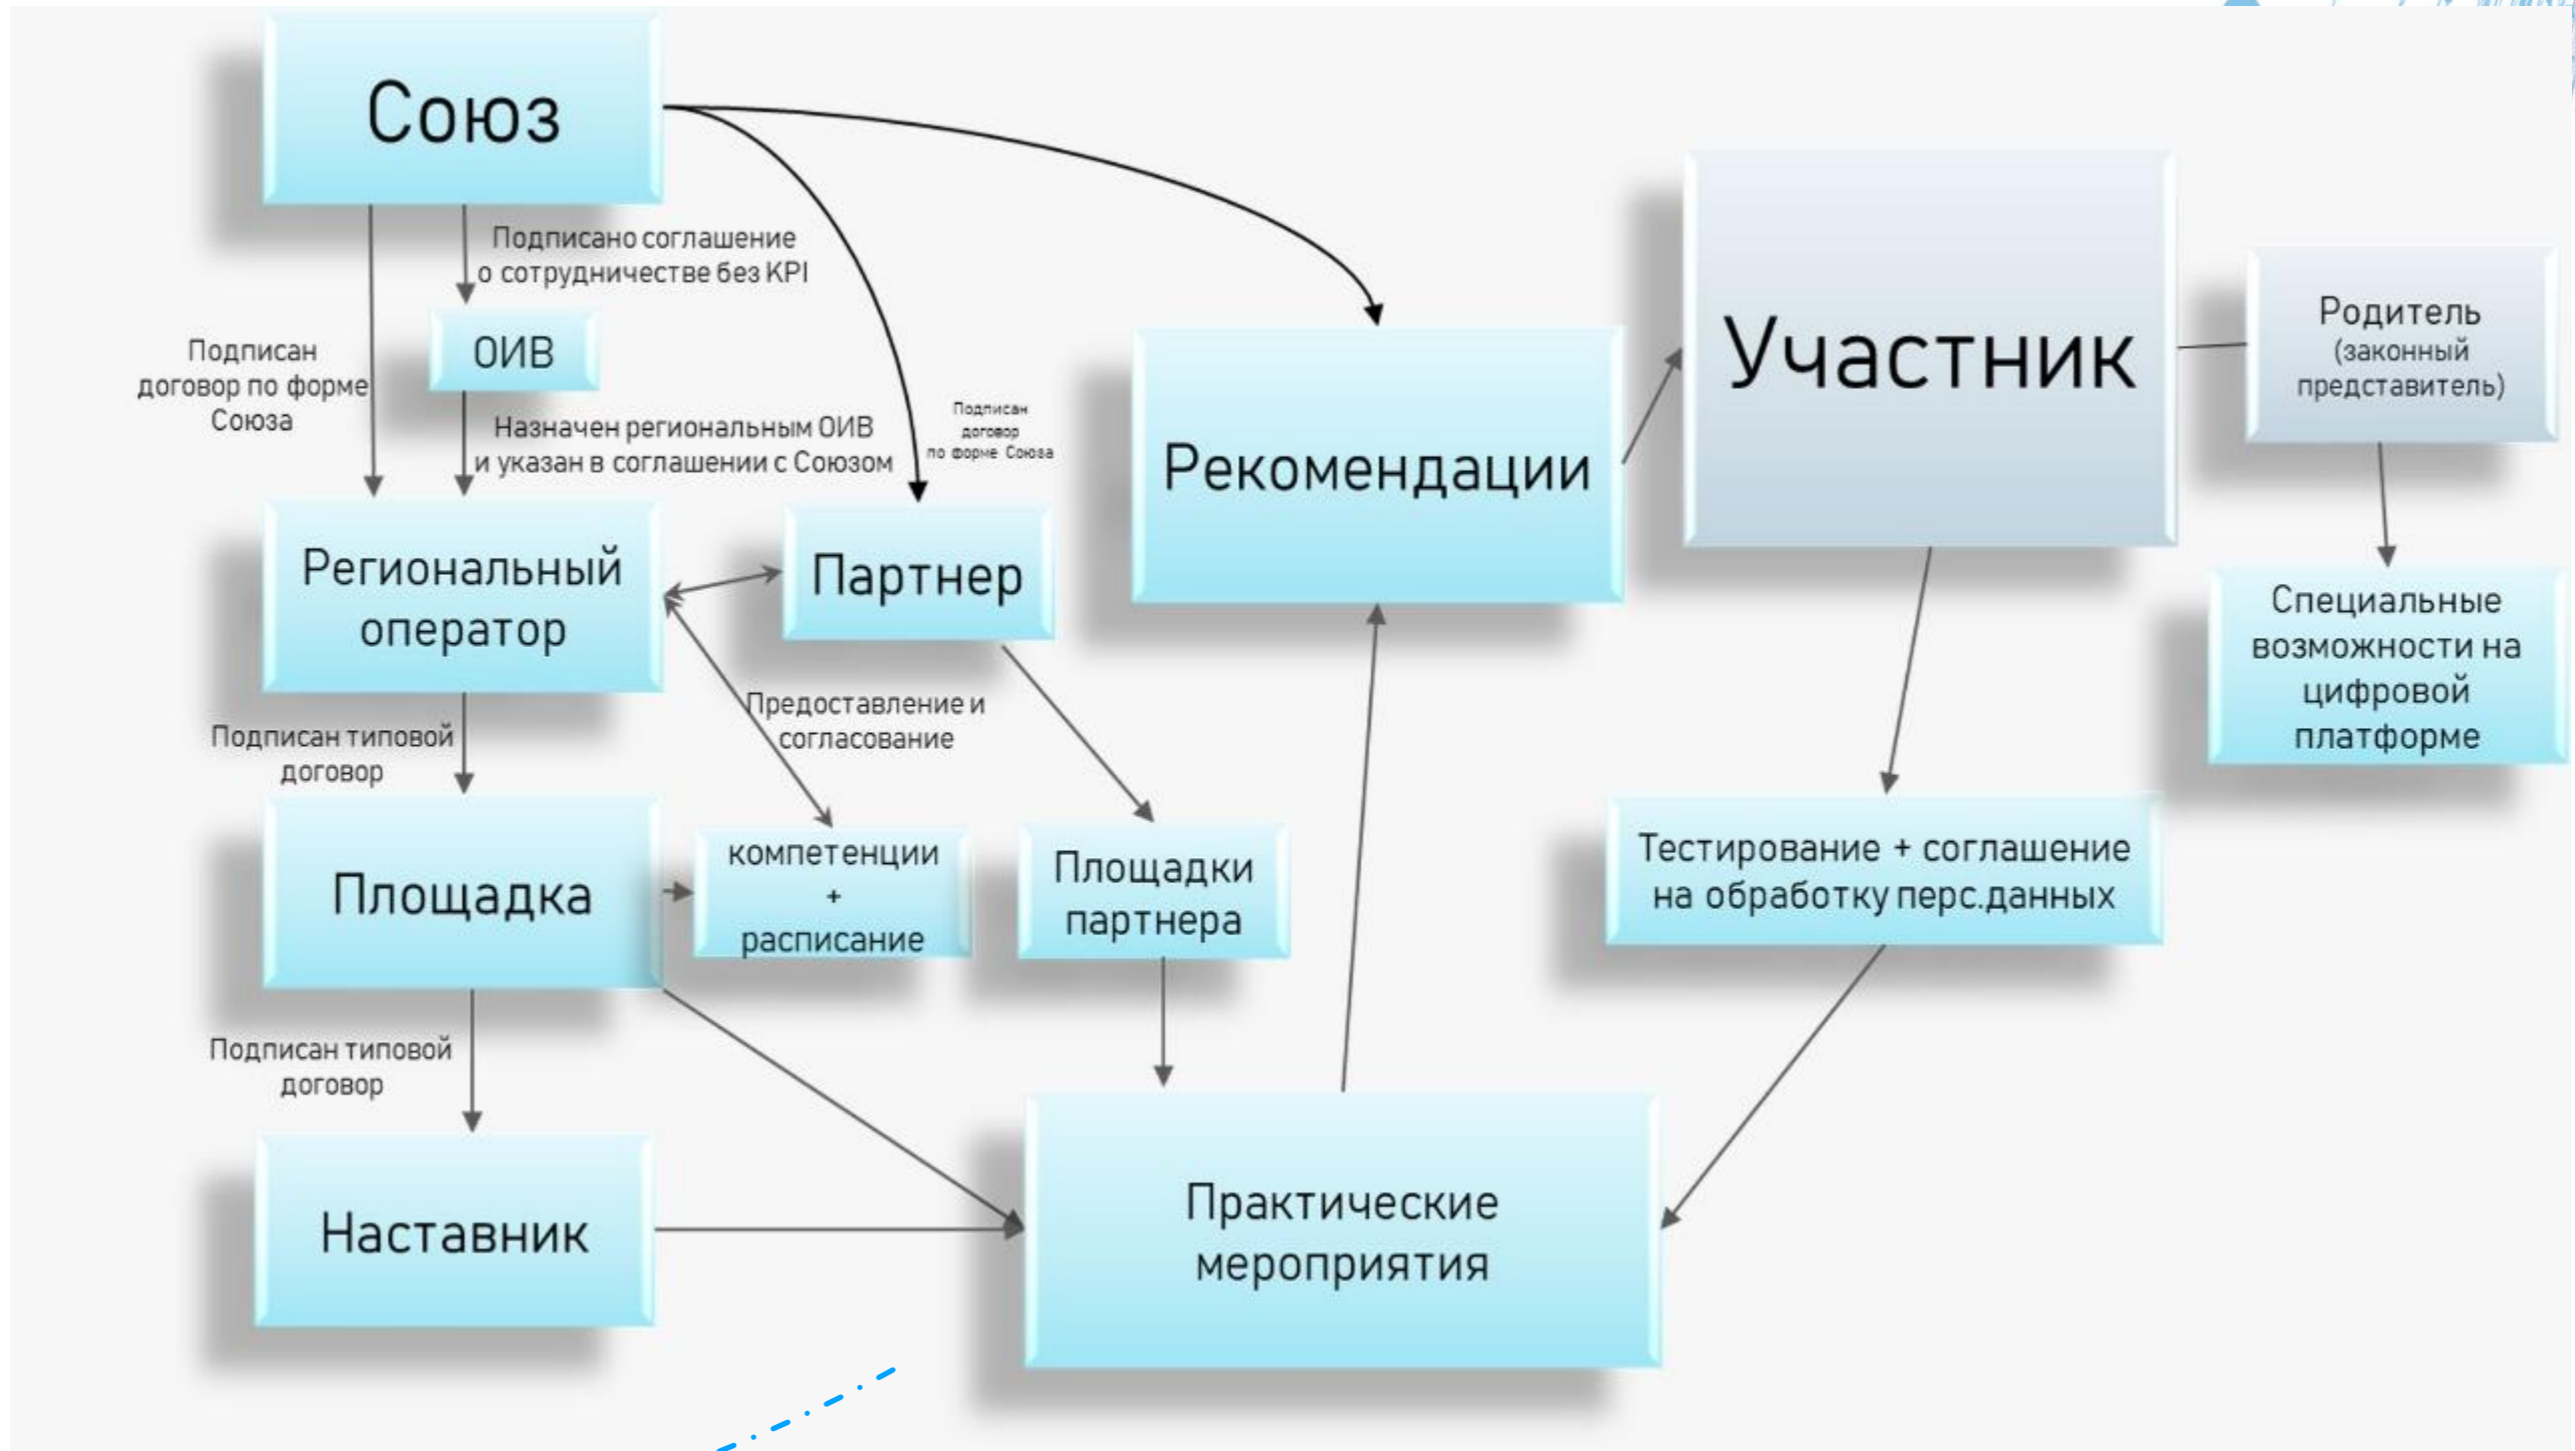 Союз
Подписано соглашение
о сотрудничестве без KPI
ОИВ
Подписан
договор по форме
Союза
Назначен региональным ОИВ
и указан в соглашении с Союзом
Подписан
договор
по форме Союза
Региональный
оператор
Партнер
Рекомендации
Участник
Родитель
(законный
представитель)
Специальные
возможности на
цифровой
платформе
Предоставление и
согласование
Подписан типовой
договор
Площадка
компетенции
+
расписание
Площадки
партнера
Тестирование + соглашение
на обработку перс.данных
Подписан типовой
договор
Наставник
Практические
мероприятия